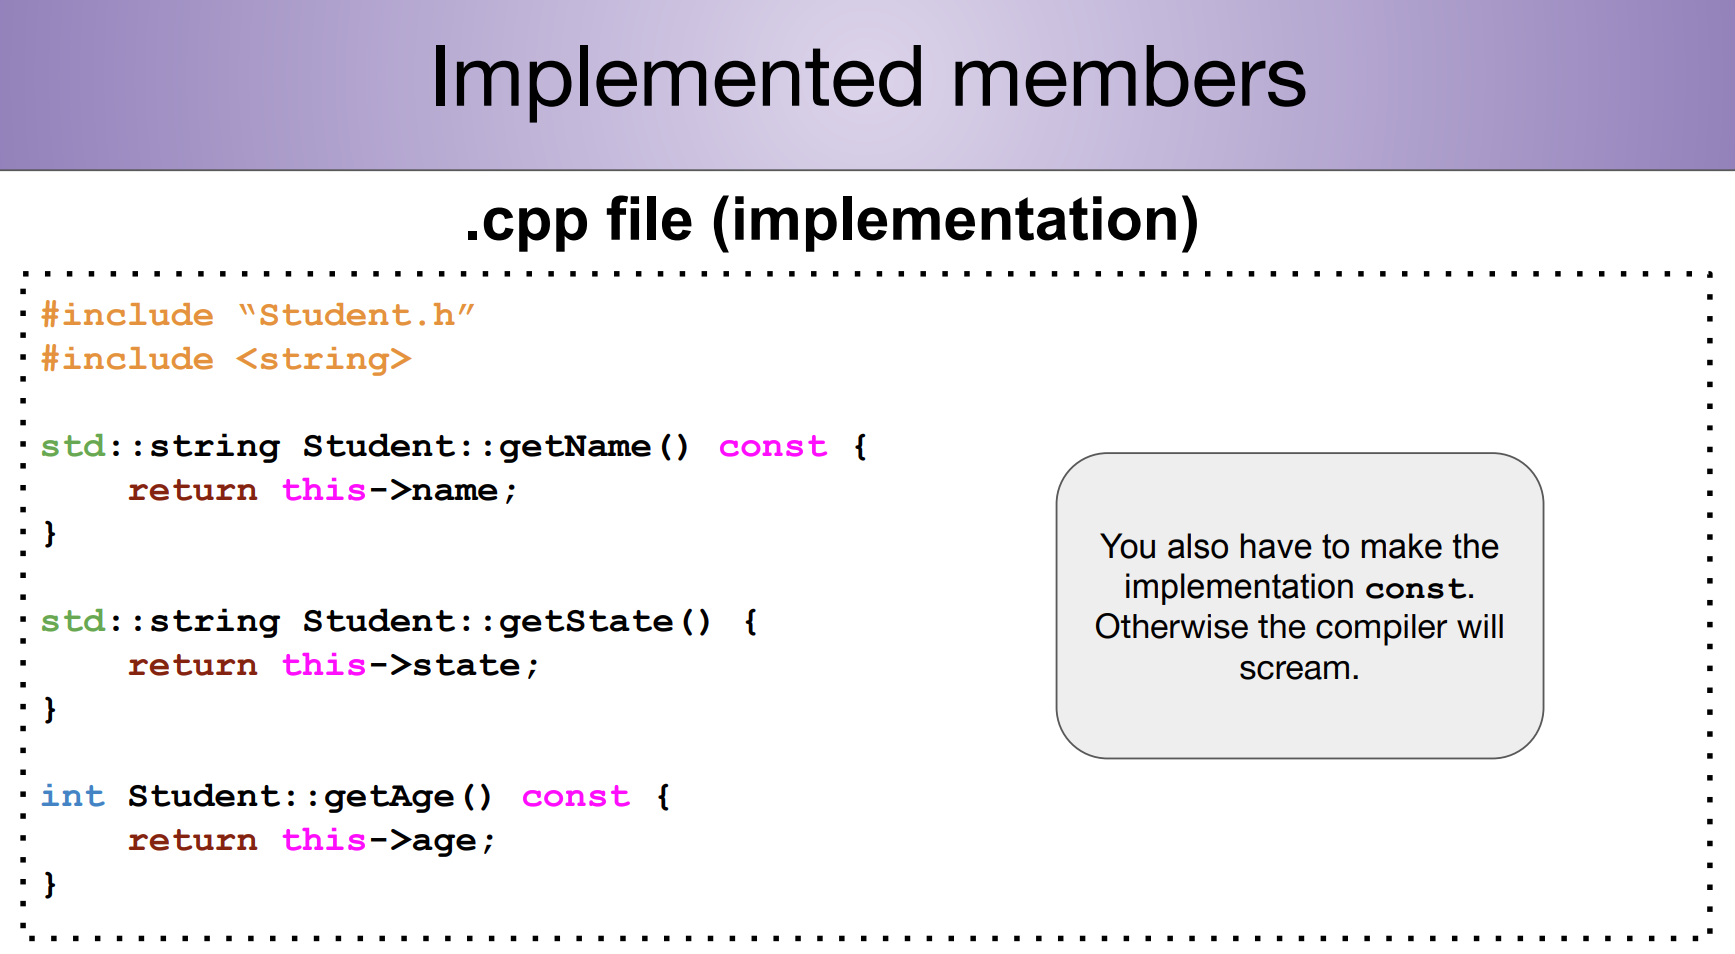 Implemented members
.cpp file (implementation)
#include “Student.h”
#include <string>
std::string Student::getName() const {
return this->name;
}
std::string Student::getState() {
return this->state;
}
int Student::getAge() const {
return this->age;
}
You also have to make the
implementation const.
Otherwise the compiler will
scream.